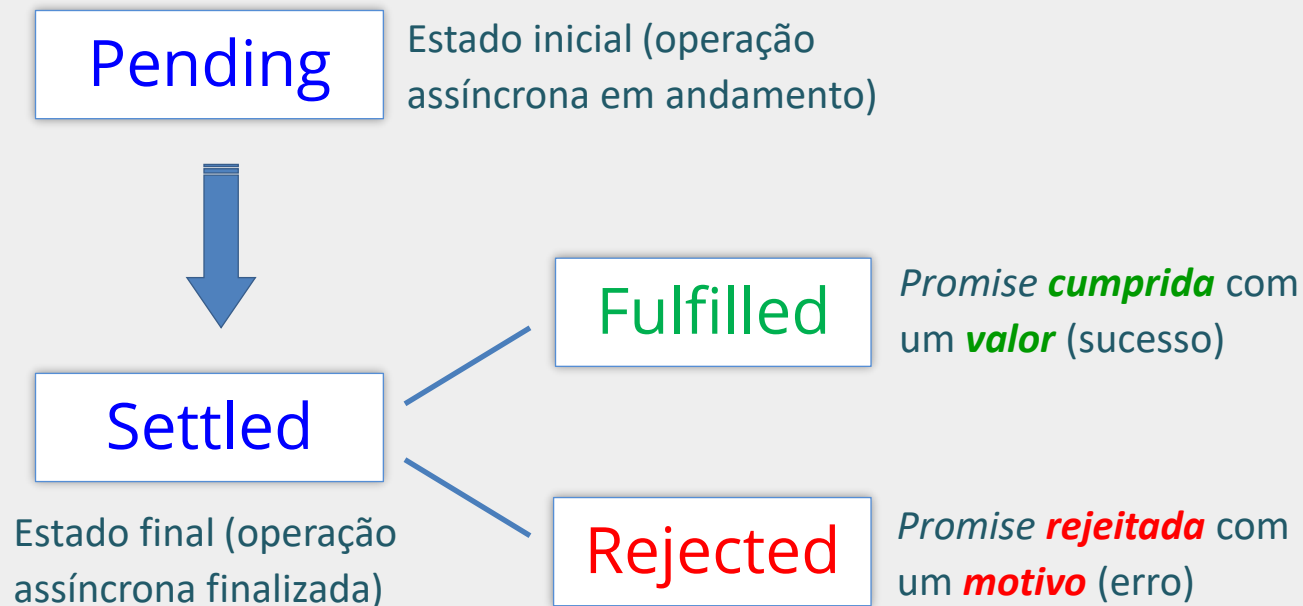 Pending
Estado inicial (operação
assíncrona em andamento)
Fulfilled
Promise cumprida com
um valor (sucesso)
Settled
Estado final (operação
assíncrona finalizada)
Rejected
Promise rejeitada com
um motivo (erro)